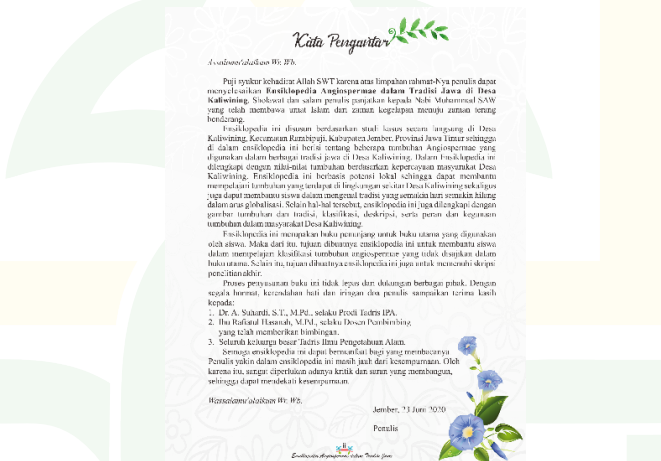 Kata Pengantar
Assalamu'alaikum Wr. Wb.
Puji syukur kehadirat Allah SWT karena atas limpahan rahmat-Nya penulis dapat
menyelesaikan Ensiklopedia Angiospermae dalam Tradisi Jawa di Desa
Kaliwining. Sholawat dan salam penulis panjatkan kepada Nabi Muhammad SAW
yang telah membawa umat Islam dari zaman kegelapan menuju zaman terang
benderang.
Ensiklopedia ini disusun berdasarkan studi kasus secara langsung di Desa
Kaliwining, Kecamatan Rambipuji, Kabupaten Jember, Provinsi Jawa Timur sehingga
di dalam ensiklopedia ini berisi tentang beberapa tumbuhan Angiospermae yang
digunakan dalam berbagai tradisi jawa di Desa Kaliwining. Dalam Ensiklopedia ini
dilengkapi dengan nilai-nilai tumbuhan berdasarkan kepercayaan masyarakat Desa
Kaliwining. Ensiklopedia ini berbasis potensi lokal sehingga dapat membantu
mempelajari tumbuhan yang terdapat di lingkungan sekitar Desa Kaliwining sekaligus
juga dapat membantu siswa dalam mengenal tradisi yang semakin hari semakin hilang
dalam arus globalisasi. Selain hal-hal tersebut, ensiklopedia ini juga dilengkapi dengan
gambar tumbuhan dan tradisi, klasifikasi, deskripsi, serta peran dan kegunaan
tumbuhan dalam masyarakat Desa Kaliwining.
Ensiklopedia ini merupakan buku penunjang untuk buku utama yang digunakan
oleh siswa. Maka dari itu, tujuan dibuatnya ensiklopedia ini untuk membantu siswa
dalam mempelajari klasifikasi tumbuhan angiospermae yang tidak disajikan dalam
buku utama. Selain itu, tujuan dibuatnya ensiklopedia ini juga untuk memenuhi skripsi
penelitian akhir.
Proses penyusunan buku ini tidak lepas dari dukungan berbagai pihak. Dengan
segala hormat, kerendahan hati dan iringan doa penulis sampaikan terima kasih
kepada:
1. Dr. A. Suhardi, S.T., M.Pd., selaku Prodi Tadris IPA.
2. Ibu Rafiatul Hasanah, M.Pd., selaku Dosen Pembimbing
yang telah memberikan bimbingan.
3. Seluruh keluarga besar Tadris Ilmu Pengetahuan Alam.
Semoga ensiklopedia ini dapat bermanfaat bagi yang membacanya
Penulis yakin dalam ensiklopedia ini masih jauh dari kesempurnaan. Oleh
karena itu, sangat diperlukan adanya kritik dan saran yang membangun,
sehingga dapat mendekati kesempurnaan.
Wassalamu'alaikum Wr. Wb.
Jember, 23 Juni 2020
Penulis
ii
Ensiklopedia Angiospermae dalam Tradisi Jawa